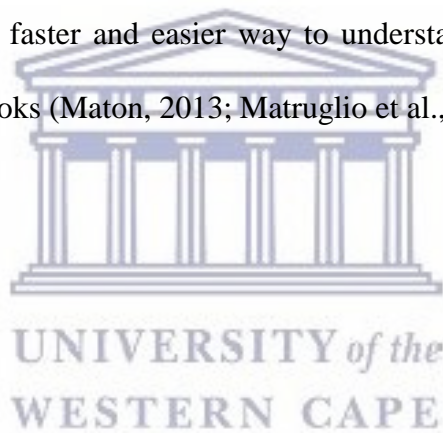 faster and easier way to understa
oks (Maton, 2013; Matruglio et al.,
UNIVERSITY of the
WESTERN CAPE